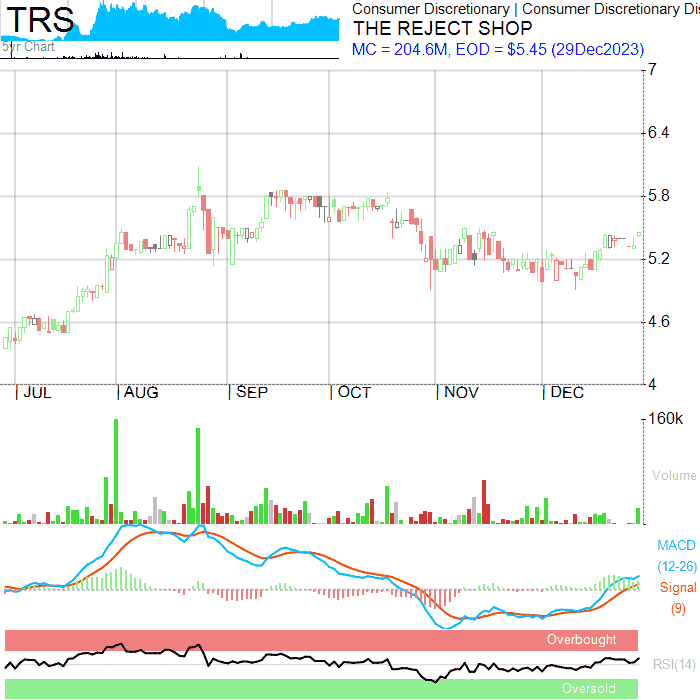 TRS
5yr Chart
Consumer Discretionary | Consumer Discretionary Dis
THE REJECT SHOP
MC = 204.6M, EOD = $5.45 (29Dec2023)
7
6.4
5.8
5.2
4.6
4
| JUL | AUG | SEP | OCT | NOV | DEC
160k
Volume
MACD
(12-26)
Signal
(9)
Overbought
RSI(14)
Oversold